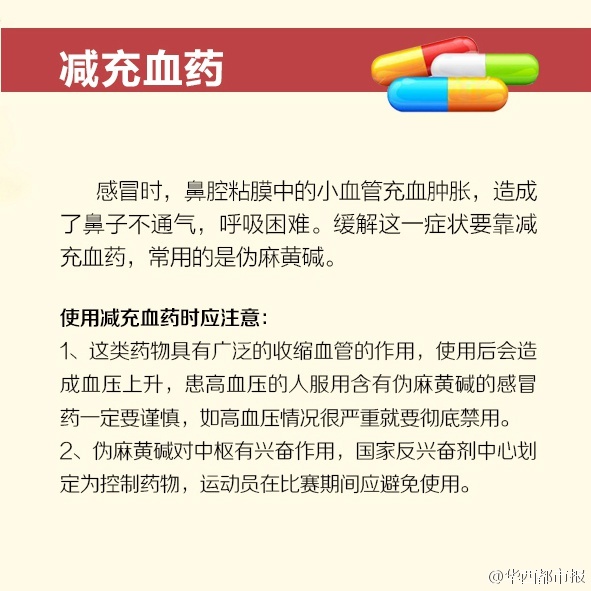 减充血药
感冒时，鼻腔粘膜中的小血管充血肿胀，造成
了鼻子不通气，呼吸困难。缓解这一症状要靠减
充血药，常用的是伪麻黄碱。
使用减充血药时应注意：
1、这类药物具有广泛的收缩血管的作用，使用后会造
成血压上升，患高血压的人服用含有伪麻黄碱的感冒
药一定要谨慎，如高血压情况很严重就要彻底禁用。
2、伪麻黄碱对中枢有兴奋作用，国家反兴奋剂中心划
定为控制药物，运动员在比赛期间应避免使用。
@华西都市报